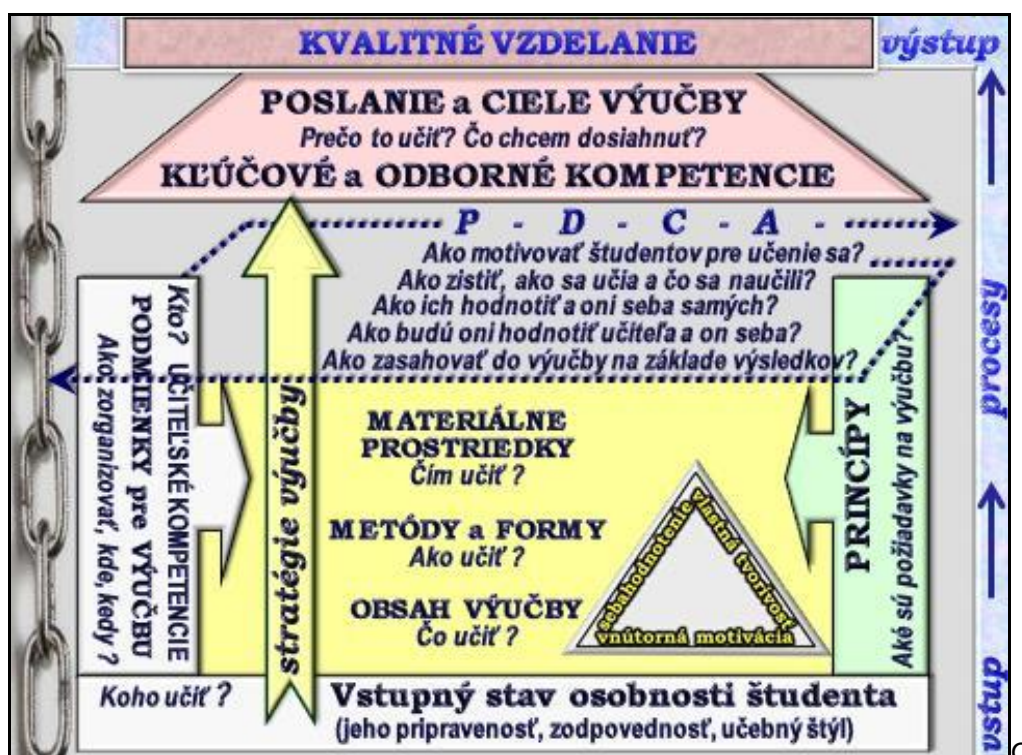 KVALITNÉ VZDELANIE
výstup
POSLANIE a CIELE VÝUČBY
Prečo to učiť? Čo chcem dosiahnuť?
KĽÚČOVÉ a ODBORNÉ KOMPETENCIE
P - D - C - A -
Ako motivovať študentov pre učenie sa?
Ako zistiť, ako sa učia a čo sa naučili?
Ako ich hodnotiť a oni seba samých?
Ako budú oni hodnotiť učiteľa a on seba?
Ako zasahovať do výučby na základe výsledkov?
Kto? UČITEĽSKÉ KOMPETENCIE
PODMIENKY pre VÝUČBU
Ako zorganizovať, kde, kedy ?
stratégie výučby
MATERIÁLNE
PROSTRIEDKY
Čím učiť ?
METÓDY a FORMY
Ako učiť ?
OBSAH VÝUČBY
Čo učiť ?
sebahodnotenie
vlastná tvorivosť
vnútorná motivácia
PRINCÍPY
Aké sú požiadavky na výučbu?
procesy
vstup
Koho učiť ?
Vstupný stav osobnosti študenta
(jeho pripravenosť, zodpovednosť, učebný štýl)